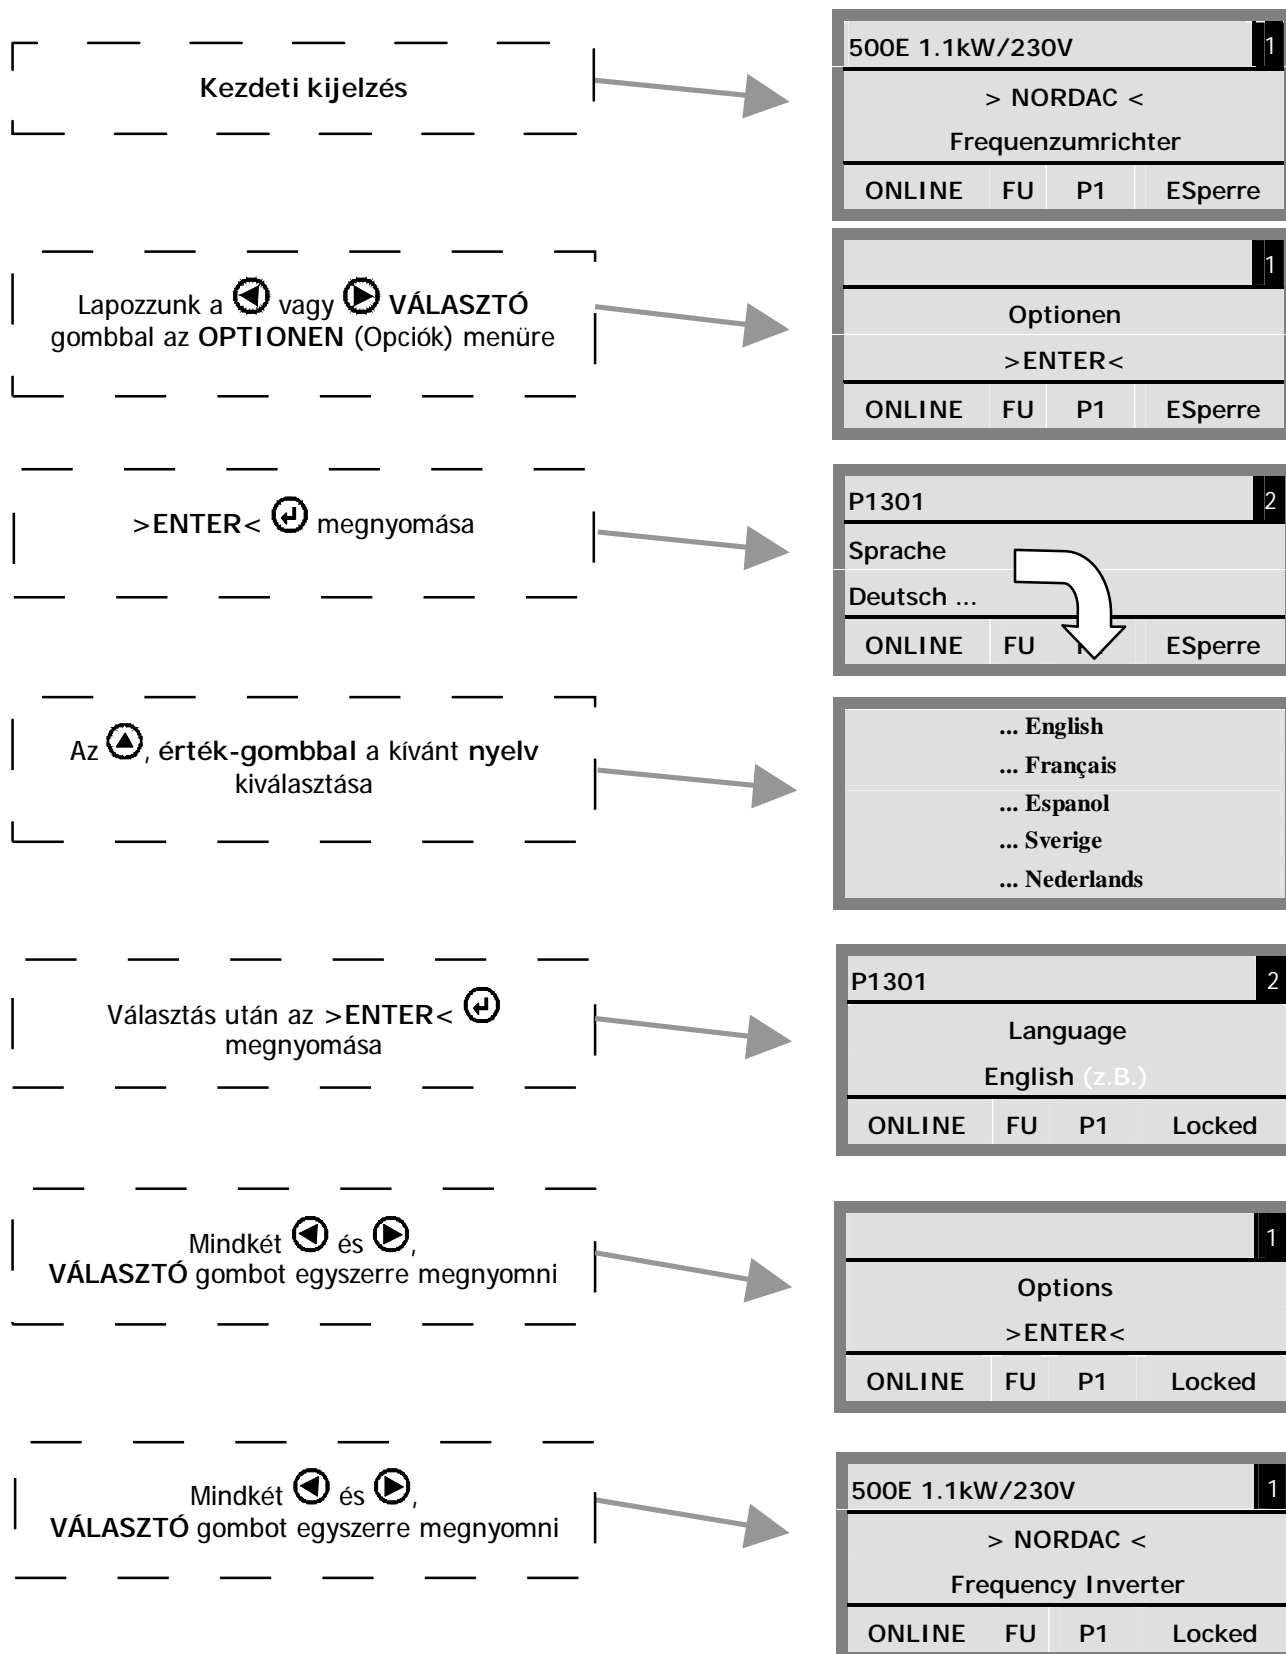 Kezdeti kijelzés
500E 1.1kW/230V 1
> NORDAC <
Frequenzumrichter
ONLINE FU P1 ESperre
Lapozzunk a vagy VÁLASZTÓ
gombbal az OPTIONEN (Opciók) menüre
1
Optionen
>ENTER<
ONLINE FU P1 ESperre
>ENTER< megnyomása
P1301 2
Sprache
Deutsch ...
ONLINE FU ESperre
Az , érték-gombbal a kívánt nyelv
kiválasztása
... English
... Français
... Espanol
... Sverige
... Nederlands
Választás után az >ENTER<
megnyomása
P1301 2
Language
English (z.B.)
ONLINE FU P1 Locked
Mindkét és ,
VÁLASZTÓ gombot egyszerre megnyomni
1
Options
>ENTER<
ONLINE FU P1 Locked
Mindkét és ,
VÁLASZTÓ gombot egyszerre megnyomni
500E 1.1kW/230V 1
> NORDAC <
Frequency Inverter
ONLINE FU P1 Locked